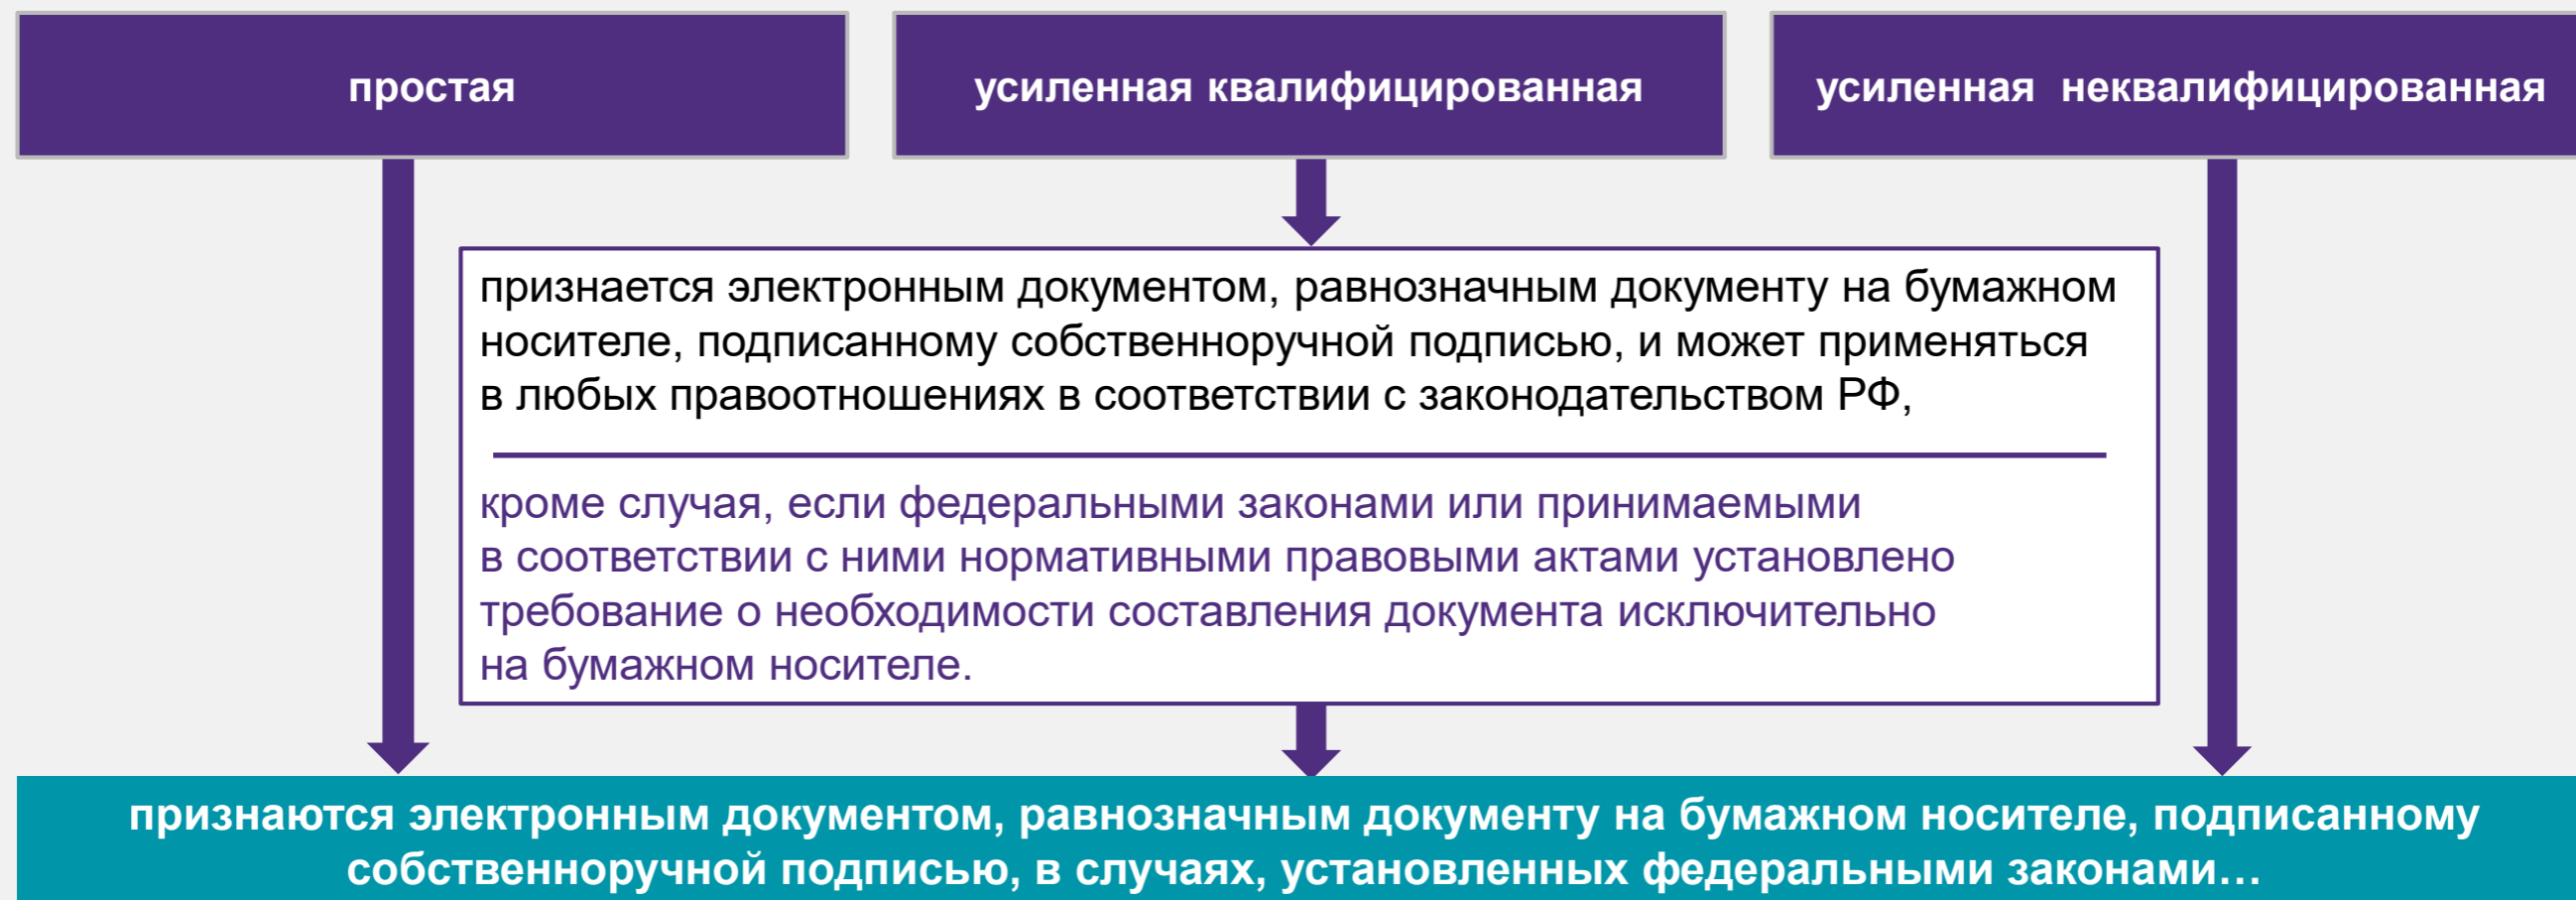 простая
усиленная квалифицированная
усиленная неквалифицированная
признается электронным документом, равнозначным документу на бумажном
носителе, подписанному собственноручной подписью, и может применяться
в любых правоотношениях в соответствии с законодательством РФ,
кроме случая, если федеральными законами или принимаемыми
в соответствии с ними нормативными правовыми актами установлено
требование о необходимости составления документа исключительно
на бумажном носителе.
признаются электронным документом, равнозначным документу на бумажном носителе, подписанному
собственноручной подписью, в случаях, установленных федеральными законами…